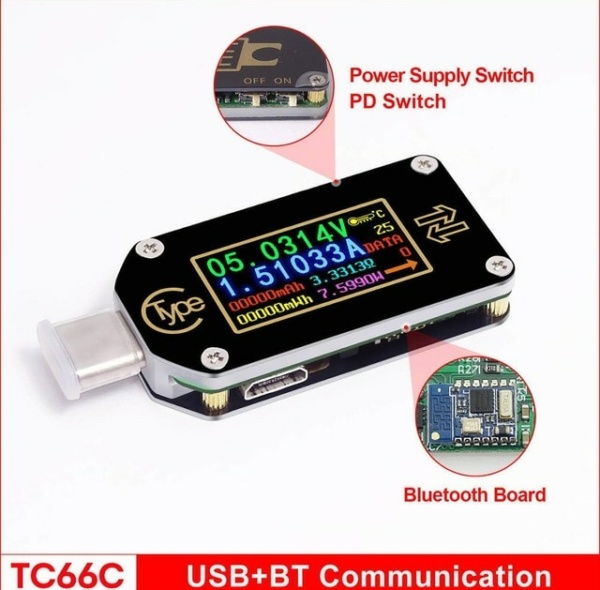 OFF ON
Power Supply Switch
PD Switch
05.0314V
°C
25
1.51033A
DATA
00000mAh 3.3313Ω
0
00000mWh 7.5990W
Type
R271
Bluetooth Board
TC66C USB+BT Communication